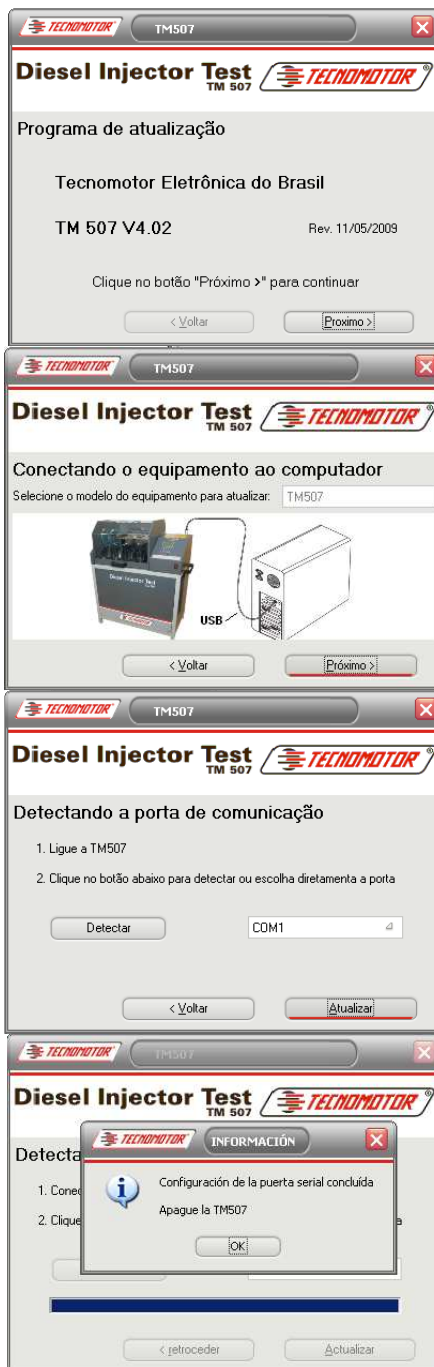 TECNOMOTOR TM507
Diesel Injector Test TECNOMOTOR®
TM 507
Programa de atualização
Tecnomotor Eletrônica do Brasil
TM 507 V4.02 Rev. 11/05/2009
Clique no botão "Próximo >" para continuar
< Voltar Proximo >
TECNOMOTOR TM507
Diesel Injector Test TECNOMOTOR®
TM 507
Conectando o equipamento ao computador
Selecione o modelo do equipamento para atualizar: TM507
Diesel Injector Test
USB
< Voltar Próximo >
TECNOMOTOR TM507
Diesel Injector Test TECNOMOTOR®
TM 507
Detectando a porta de comunicação
1. Ligue a TM507
2. Clique no botão abaixo para detectar ou escolha diretamenta a porta
Detectar COM1
< Voltar Atualizar
TECNOMOTOR TM507
Diesel Injector Test TECNOMOTOR®
TM 507
TECNOMOTOR INFORMACIÓN
Detecta
1. Conec
2. Clique a
Configuración de la puerta serial concluída
Apague la TM507
OK
< retroceder Actualizar